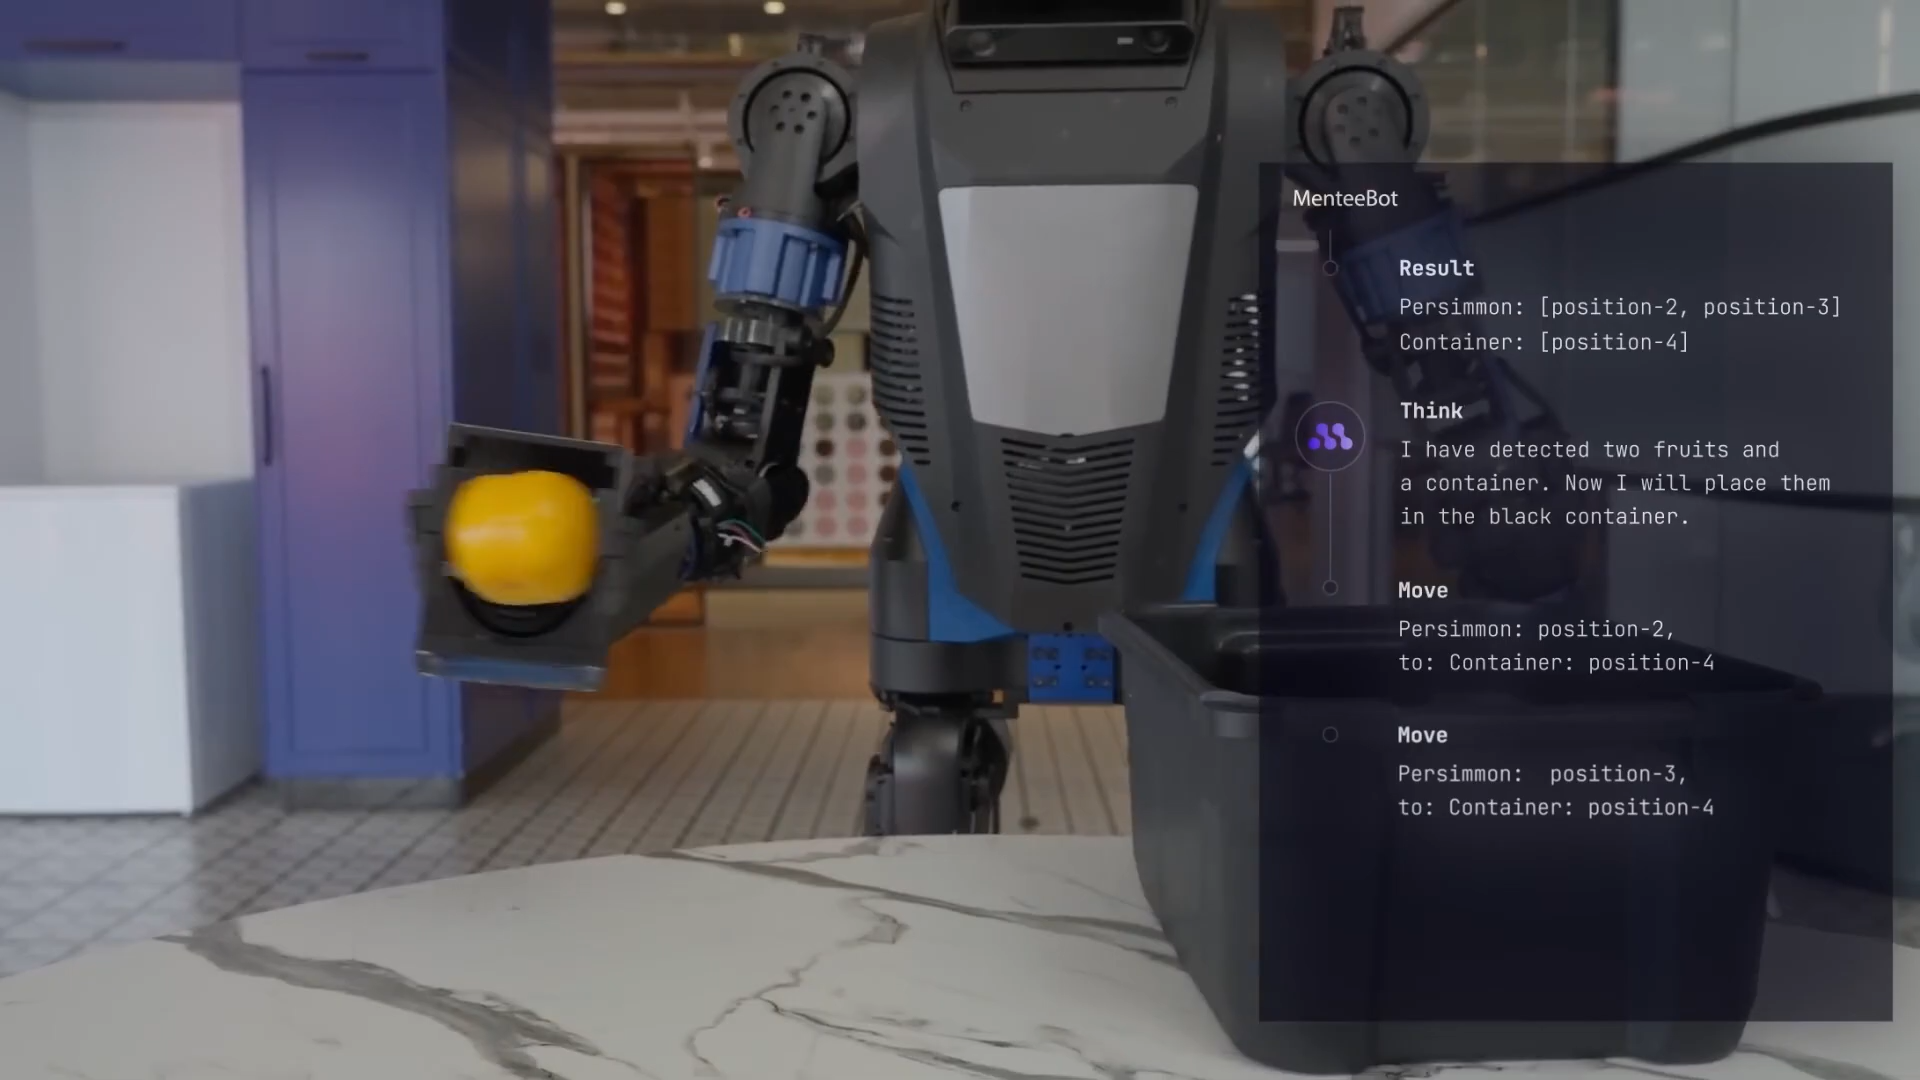 MenteeBot
Result
Persimmon: [position-2, position-3]
Container: [position-4]
Think
I have detected two fruits and
a container. Now I will place them
in the black container.
Move
Persimmon: position-2,
to: Container: position-4
Move
Persimmon:  position-3,
to: Container: position-4